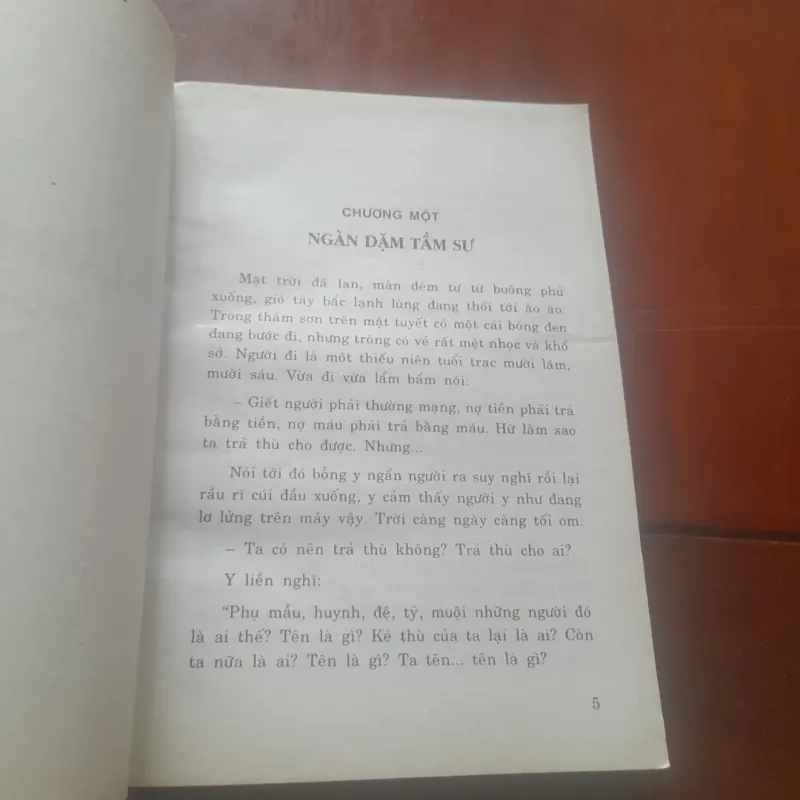 CHƯƠNG MỘT
NGÀN DẶM TẦM SƯ
Mặt trời đã lạn, màn đêm từ từ buông phủ
xuống, gió tây bắc lạnh lùng đang thổi tới ào ào.
Trong thâm sơn trên mặt tuyết có một cái bóng đen
đang bước đi, nhưng trông có vẻ rất mệt nhọc và khổ
sở. Người đi là một thiếu niên tuổi trạc mười lăm,
mười sáu. Vừa đi vừa lẩm bẩm nói:
– Giết người phải thường mạng, nợ tiền phải trả
bằng tiền, nợ máu phải trả bằng máu. Hừ làm sao
ta trả thù cho được. Nhưng...
Nói tới đó bỗng y ngẩn người ra suy nghĩ rồi lại
rầu rĩ cúi đầu xuống, y cảm thấy người y như đang
lơ lửng trên mây vậy. Trời càng ngày càng tối om.
– Ta có nên trả thù không? Trả thù cho ai?
Y liền nghĩ:
“Phụ mẫu, huynh, đệ, tỷ, muội những người đó
là ai thế? Tên là gì? Kẻ thù của ta lại là ai? Còn
ta nữa là ai? Tên là gì? Ta tên... tên là gì?
5